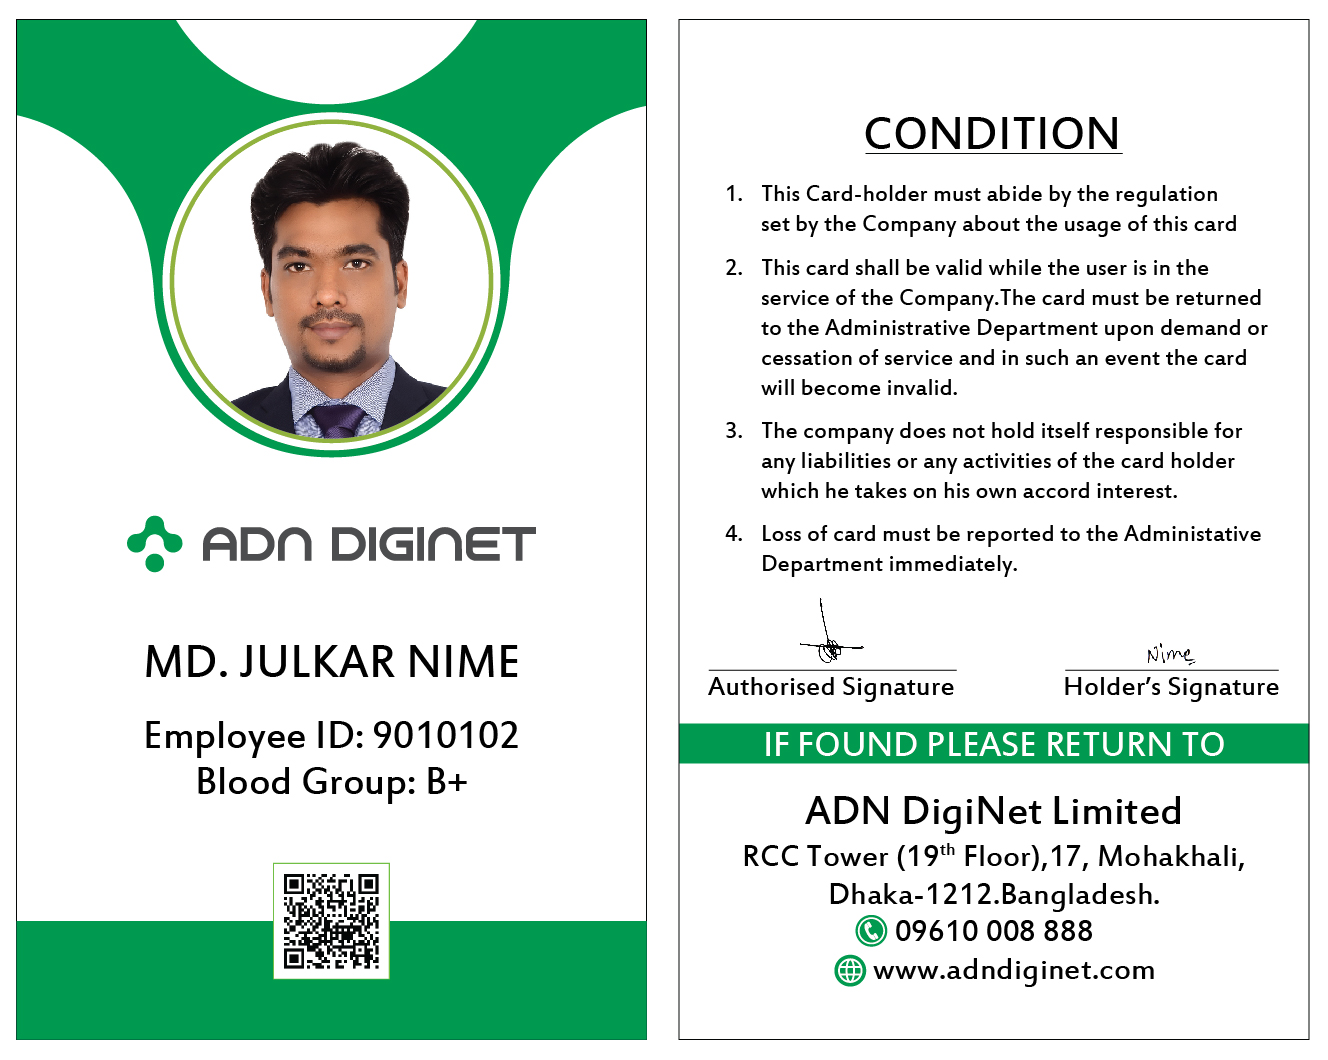 ADN DIGINET
MD. JULKAR NIME
Employee ID: 9010102
Blood Group: B+
CONDITION
1. This Card-holder must abide by the regulation
set by the Company about the usage of this card
2. This card shall be valid while the user is in the
service of the Company.The card must be returned
to the Administrative Department upon demand or
cessation of service and in such an event the card
will become invalid.
3. The company does not hold itself responsible for
any liabilities or any activities of the card holder
which he takes on his own accord interest.
4. Loss of card must be reported to the Administative
Department immediately.
Nime
Authorised Signature Holder's Signature
IF FOUND PLEASE RETURN TO
ADN DigiNet Limited
RCC Tower (19th Floor),17, Mohakhali,
Dhaka-1212.Bangladesh.
09610 008 888
www.adndiginet.com